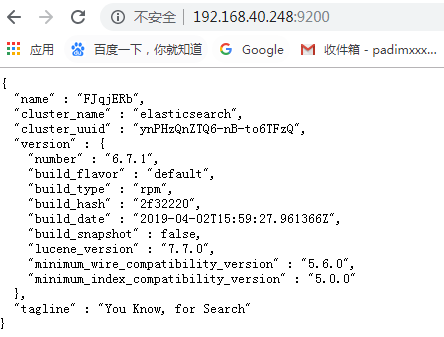 不安全 | 192.168.40.248:9200
应用 百度一下，你就知道 Google 收件箱 - padimxxx...
{
  "name" : "FJqjERb",
  "cluster_name" : "elasticsearch",
  "cluster_uuid" : "ynPHzQnZTQ6-nB-to6TFzQ",
  "version" : {
    "number" : "6.7.1",
    "build_flavor" : "default",
    "build_type" : "rpm",
    "build_hash" : "2f32220",
    "build_date" : "2019-04-02T15:59:27.961366Z",
    "build_snapshot" : false,
    "lucene_version" : "7.7.0",
    "minimum_wire_compatibility_version" : "5.6.0",
    "minimum_index_compatibility_version" : "5.0.0"
  },
  "tagline" : "You Know, for Search"
}